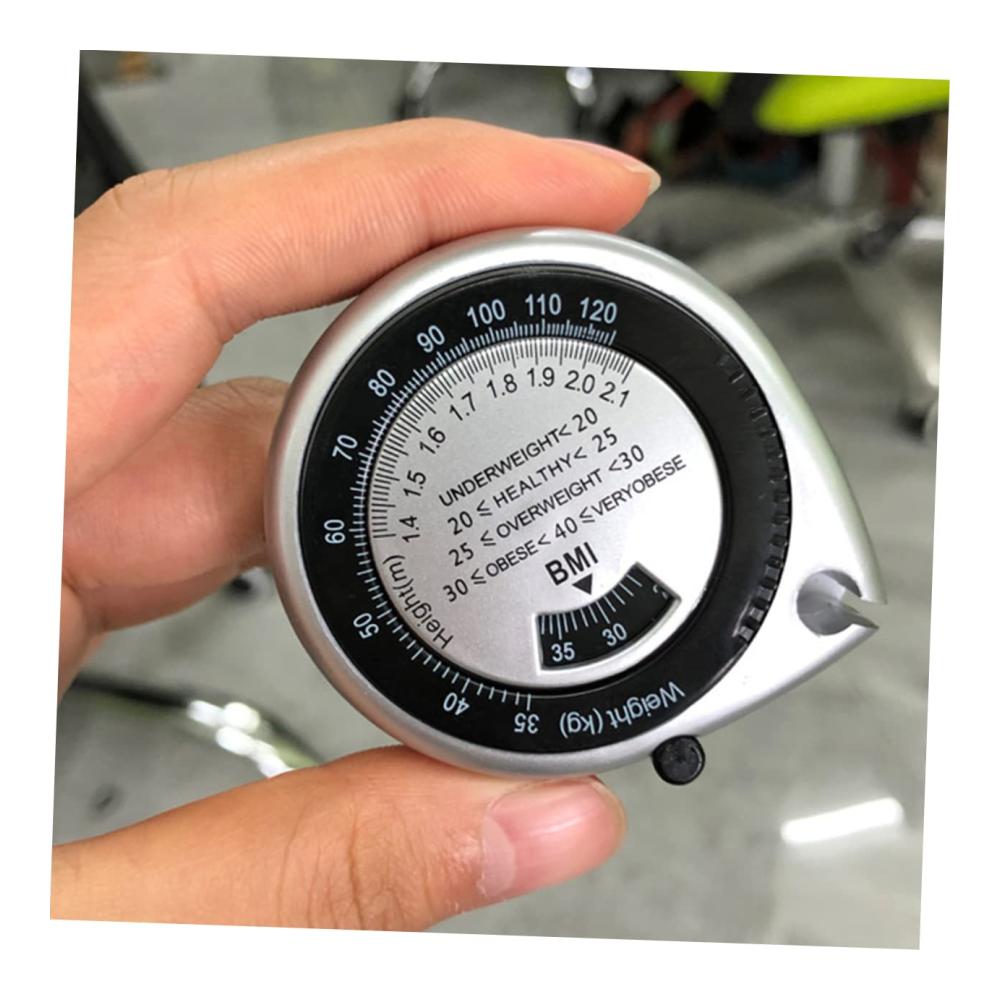 35 40 50 60 70 80 90 100 110 120
Weight (kg)
1.4 1.5 1.6 1.7 1.8 1.9 2.0 2.1
Height(m)
UNDERWEIGHT< 20
20 ≤ HEALTHY< 25
25 ≤ OVERWEIGHT <30
30 ≤ OBESE< 40 ≤VERYOBESE
BMI
35 30